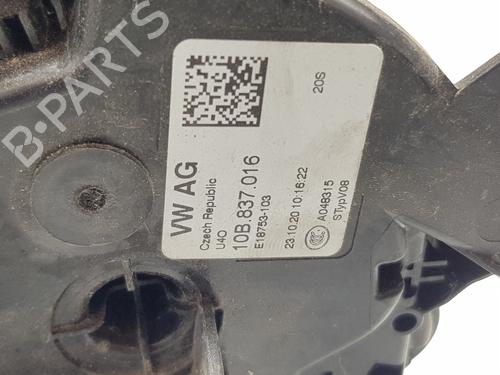 B-PARTS
VW AG
Czech Republic
U4O
10B.837.016
E18753-103
23.10.20 10:16:22
A048315
STypV08
20S